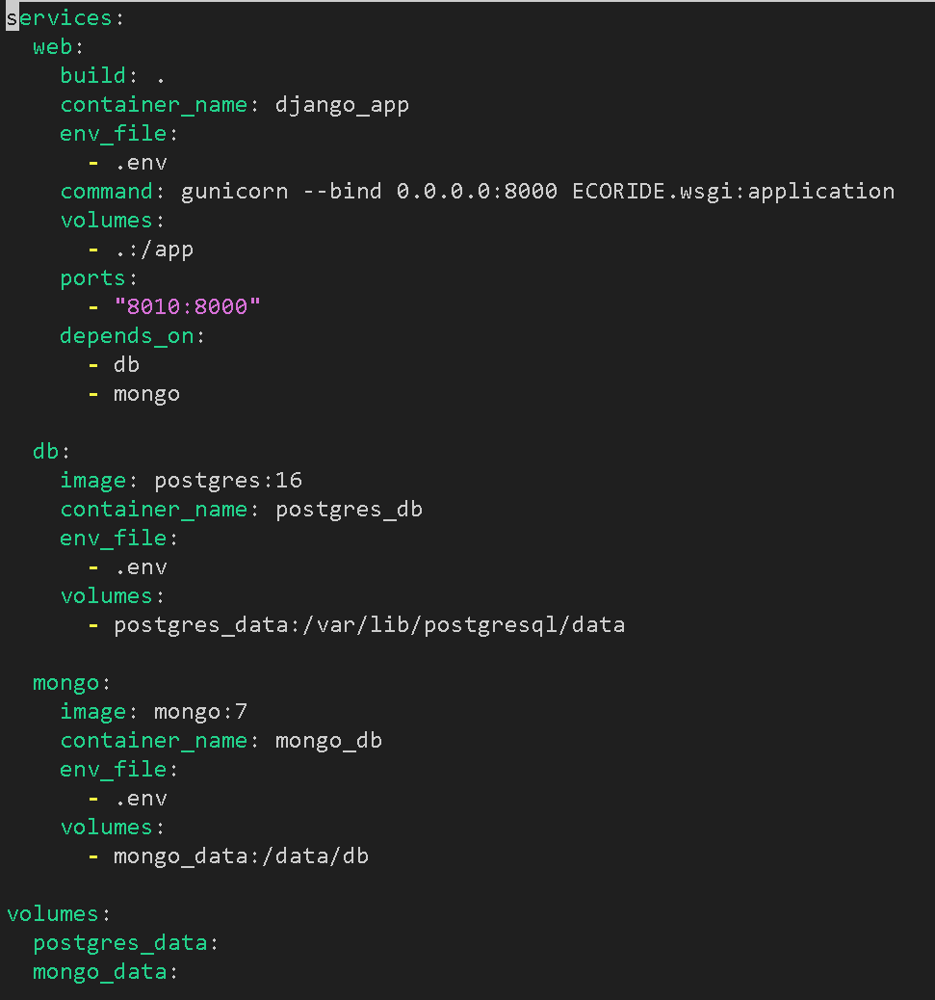 services:
  web:
    build: .
    container_name: django_app
    env_file:
      - .env
    command: gunicorn --bind 0.0.0.0:8000 ECORIDE.wsgi:application
    volumes:
      - .:/app
    ports:
      - "8010:8000"
    depends_on:
      - db
      - mongo

  db:
    image: postgres:16
    container_name: postgres_db
    env_file:
      - .env
    volumes:
      - postgres_data:/var/lib/postgresql/data

  mongo:
    image: mongo:7
    container_name: mongo_db
    env_file:
      - .env
    volumes:
      - mongo_data:/data/db

volumes:
  postgres_data:
  mongo_data: